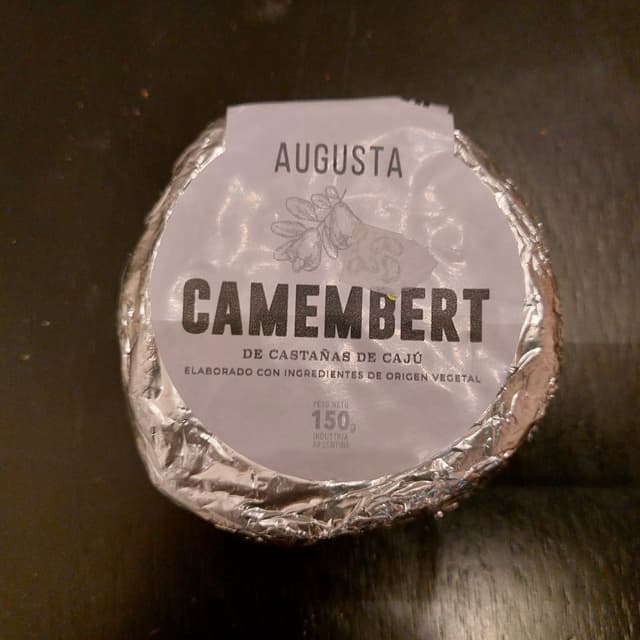 AUGUSTA
CAMEMBERT
DE CASTAÑAS DE CAJÚ
ELABORADO CON INGREDIENTES DE ORIGEN VEGETAL
PESO NETO
150g
INDUSTRIA
ARGENTINA